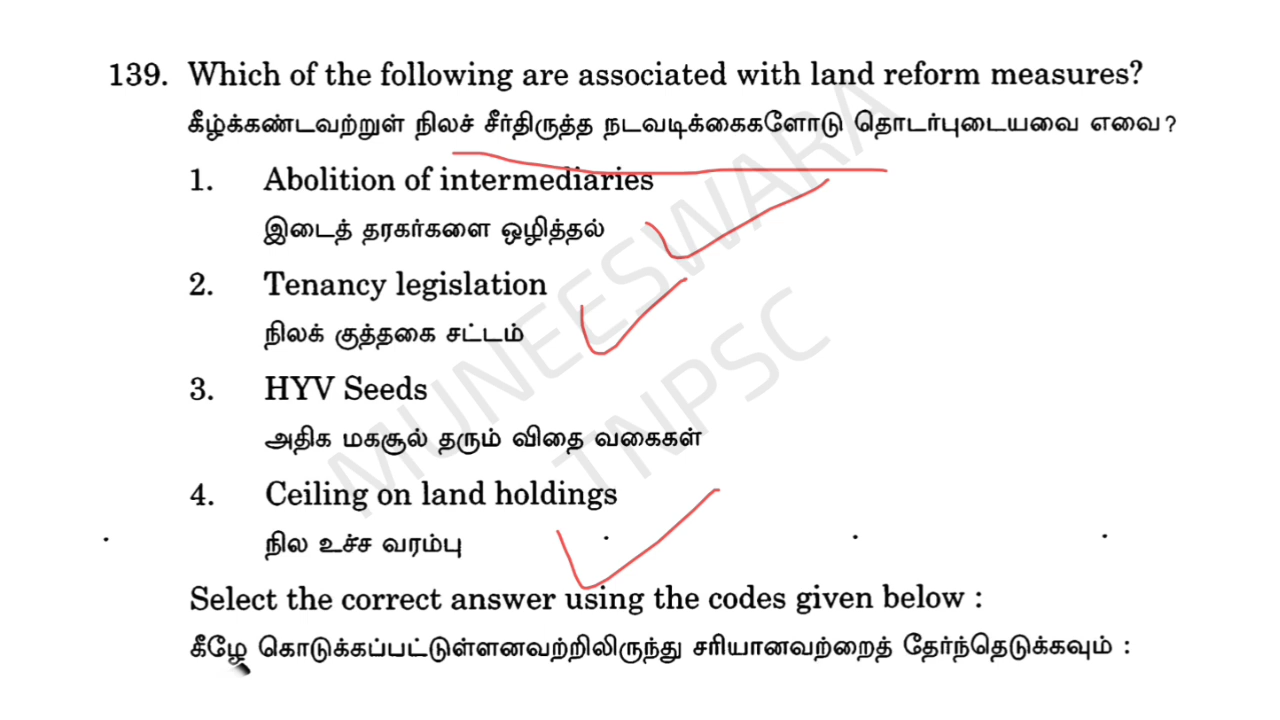 139. Which of the following are associated with land reform measures?
கீழ்க்கண்டவற்றுள் நிலச் சீர்திருத்த நடவடிக்கைகளோடு தொடர்புடையவை எவை?
1. Abolition of intermediaries
இடைத் தரகர்களை ஒழித்தல்
2. Tenancy legislation
நிலக் குத்தகை சட்டம்
3. HYV Seeds
அதிக மகசூல் தரும் விதை வகைகள்
4. Ceiling on land holdings
நில உச்ச வரம்பு
Select the correct answer using the codes given below :
கீழே கொடுக்கப்பட்டுள்ளனவற்றிலிருந்து சரியானவற்றைத் தேர்ந்தெடுக்கவும் :
MUNEESWARA
TNPSC